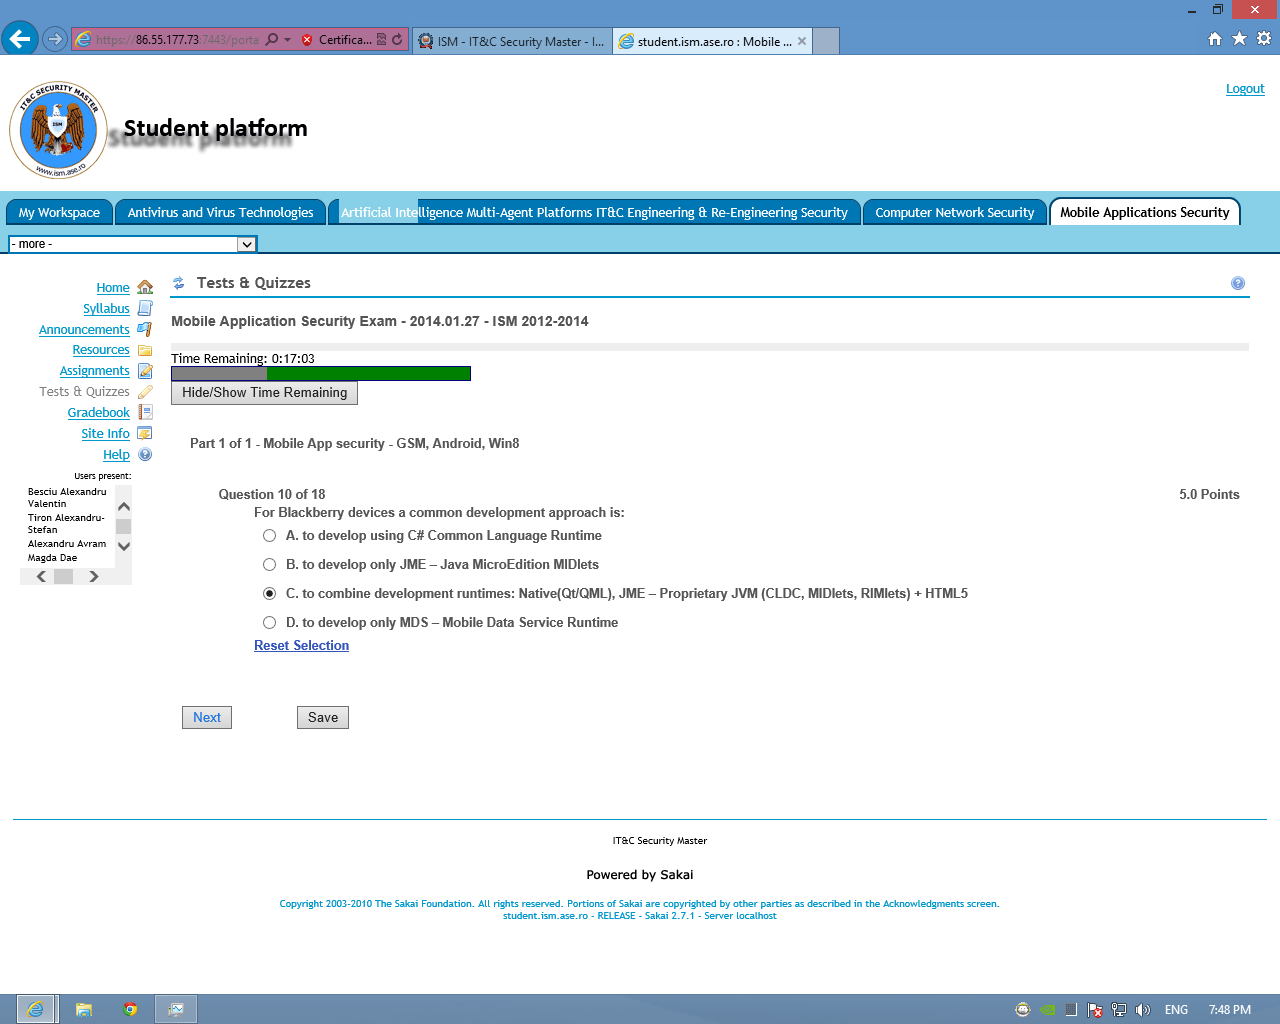 https://86.55.177.73:7443/porta
Certifica...
ISM - IT&C Security Master - I...
student.ism.ase.ro : Mobile ...
Logout
IT&C SECURITY MASTER
ISM
www.ism.ase.ro
Student platform
My Workspace
Antivirus and Virus Technologies
Artificial Intelligence Multi-Agent Platforms IT&C Engineering & Re-Engineering Security
Computer Network Security
Mobile Applications Security
- more -
Home
Syllabus
Announcements
Resources
Assignments
Tests & Quizzes
Gradebook
Site Info
Help
Users present:
Besciu Alexandru
Valentin
Tiron Alexandru-
Stefan
Alexandru Avram
Magda Dae
Tests & Quizzes
Mobile Application Security Exam - 2014.01.27 - ISM 2012-2014
Time Remaining: 0:17:03
Hide/Show Time Remaining
Part 1 of 1 - Mobile App security - GSM, Android, Win8
Question 10 of 18
5.0 Points
For Blackberry devices a common development approach is:
A. to develop using C# Common Language Runtime
B. to develop only JME – Java MicroEdition MIDlets
C. to combine development runtimes: Native(Qt/QML), JME – Proprietary JVM (CLDC, MIDlets, RIMlets) + HTML5
D. to develop only MDS – Mobile Data Service Runtime
Reset Selection
Next
Save
IT&C Security Master
Powered by Sakai
Copyright 2003-2010 The Sakai Foundation. All rights reserved. Portions of Sakai are copyrighted by other parties as described in the Acknowledgments screen.
student.ism.ase.ro - RELEASE - Sakai 2.7.1 - Server localhost
ENG
7:48 PM